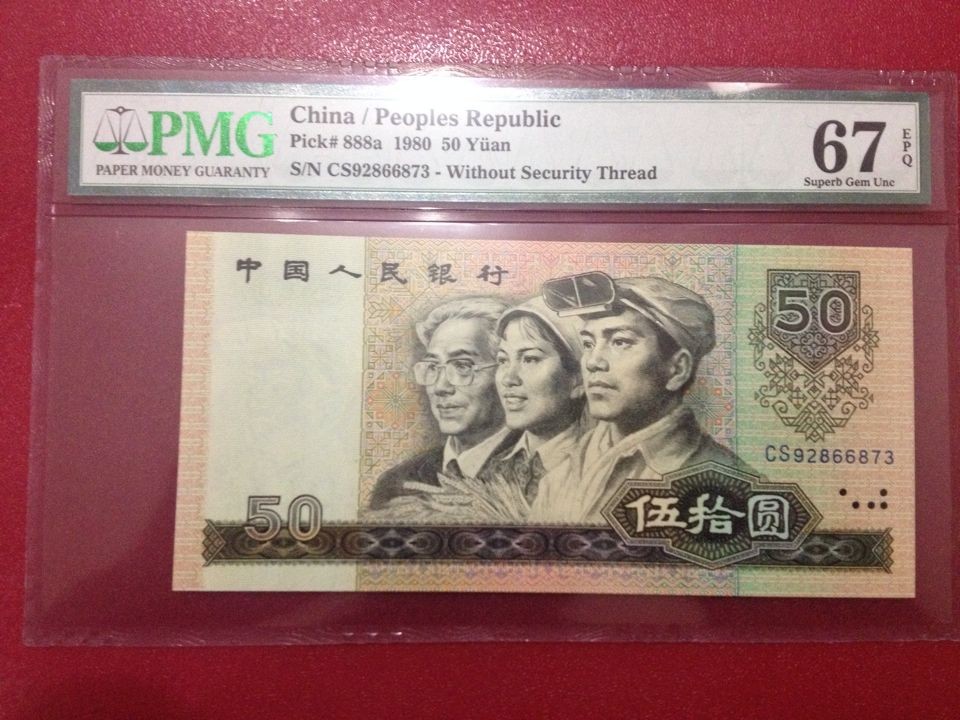 PMG
PAPER MONEY GUARANTY
China / Peoples Republic
Pick# 888a 1980 50 Yüan
S/N CS92866873 - Without Security Thread
67
EPQ
Superb Gem Unc
中国人民银行
50
CS92866873
50
伍拾圆